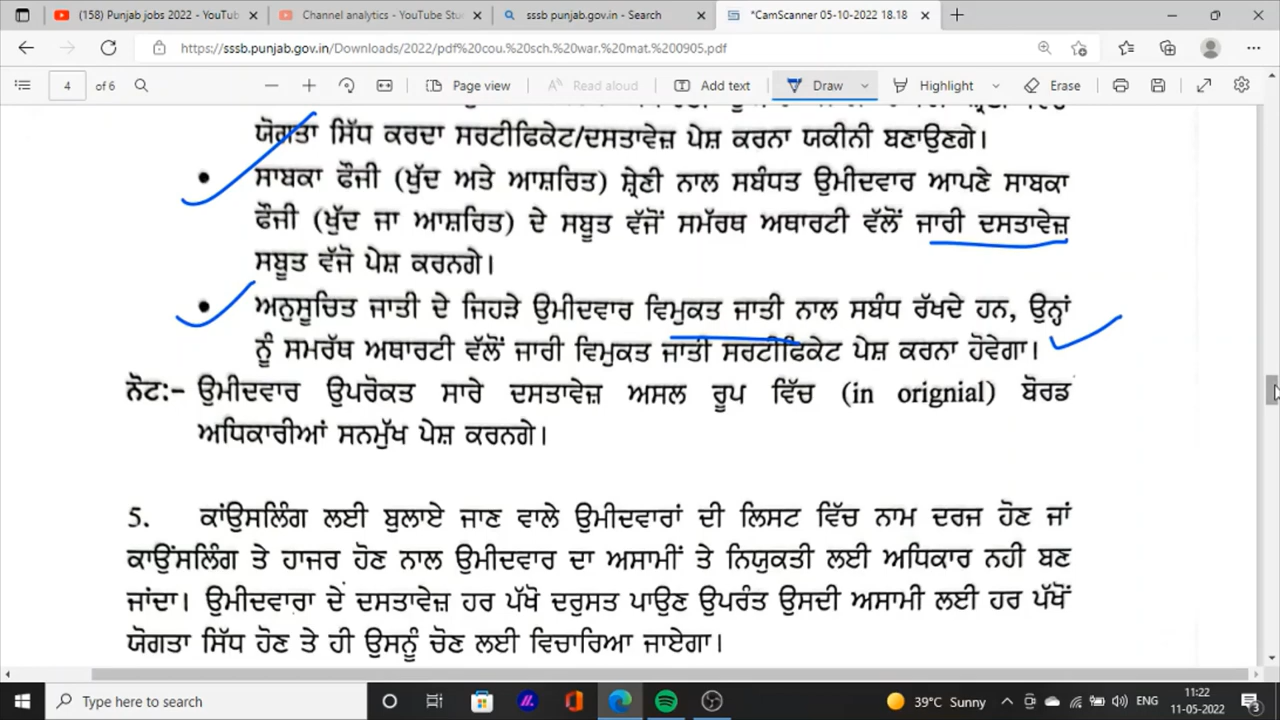 (158) Punjab jobs 2022 - YouTub
Channel analytics - YouTube Stu
sssb punjab.gov.in - Search
*CamScanner 05-10-2022 18.18
https://sssb.punjab.gov.in/Downloads/2022/pdf%20cou.%20sch.%20war.%20mat.%200905.pdf
4 of 6
Page view
Read aloud
Add text
Draw
Highlight
Erase
ਯੋਗਤਾ ਸਿੱਧ ਕਰਦਾ ਸਰਟੀਫਿਕੇਟ/ਦਸਤਾਵੇਜ਼ ਪੇਸ਼ ਕਰਨਾ ਯਕੀਨੀ ਬਣਾਉਣਗੇ।
• ਸਾਬਕਾ ਫੌਜੀ (ਖੁੱਦ ਅਤੇ ਆਸ਼ਰਿਤ) ਸ਼੍ਰੇਣੀ ਨਾਲ ਸਬੰਧਤ ਉਮੀਦਵਾਰ ਆਪਣੇ ਸਾਬਕਾ
ਫੌਜੀ (ਖੁੱਦ ਜਾ ਆਸ਼ਰਿਤ) ਦੇ ਸਬੂਤ ਵੱਜੋਂ ਸਮੱਰਥ ਅਥਾਰਟੀ ਵੱਲੋਂ ਜਾਰੀ ਦਸਤਾਵੇਜ਼
ਸਬੂਤ ਵੱਜੋ ਪੇਸ਼ ਕਰਨਗੇ।
• ਅਨੁਸੂਚਿਤ ਜਾਤੀ ਦੇ ਜਿਹੜੇ ਉਮੀਦਵਾਰ ਵਿਮੁਕਤ ਜਾਤੀ ਨਾਲ ਸਬੰਧ ਰੱਖਦੇ ਹਨ, ਉਨ੍ਹਾਂ
ਨੂੰ ਸਮਰੱਥ ਅਥਾਰਟੀ ਵੱਲੋਂ ਜਾਰੀ ਵਿਮੁਕਤ ਜਾਤੀ ਸਰਟੀਫਿਕੇਟ ਪੇਸ਼ ਕਰਨਾ ਹੋਵੇਗਾ।
ਨੋਟ:- ਉਮੀਦਵਾਰ ਉਪਰੋਕਤ ਸਾਰੇ ਦਸਤਾਵੇਜ਼ ਅਸਲ ਰੂਪ ਵਿੱਚ (in orignial) ਬੋਰਡ
ਅਧਿਕਾਰੀਆਂ ਸਨਮੁੱਖ ਪੇਸ਼ ਕਰਨਗੇ।
5. ਕਾਂਉਸਲਿੰਗ ਲਈ ਬੁਲਾਏ ਜਾਣ ਵਾਲੇ ਉਮੀਦਵਾਰਾਂ ਦੀ ਲਿਸਟ ਵਿੱਚ ਨਾਮ ਦਰਜ ਹੋਣ ਜਾਂ
ਕਾਉਂਸਲਿੰਗ ਤੇ ਹਾਜਰ ਹੋਣ ਨਾਲ ਉਮੀਦਵਾਰ ਦਾ ਅਸਾਮੀਂ ਤੇ ਨਿਯੁਕਤੀ ਲਈ ਅਧਿਕਾਰ ਨਹੀ ਬਣ
ਜਾਂਦਾ। ਉਮੀਦਵਾਰਾ ਦੇ ਦਸਤਾਵੇਜ਼ ਹਰ ਪੱਖੋ ਦਰੁਸਤ ਪਾਉਣ ਉਪਰੰਤ ਉਸਦੀ ਅਸਾਮੀ ਲਈ ਹਰ ਪੱਖੋਂ
ਯੋਗਤਾ ਸਿੱਧ ਹੋਣ ਤੇ ਹੀ ਉਸਨੂੰ ਚੋਣ ਲਈ ਵਿਚਾਰਿਆ ਜਾਏਗਾ।
Type here to search
39°C Sunny
ENG
11:22
11-05-2022
3